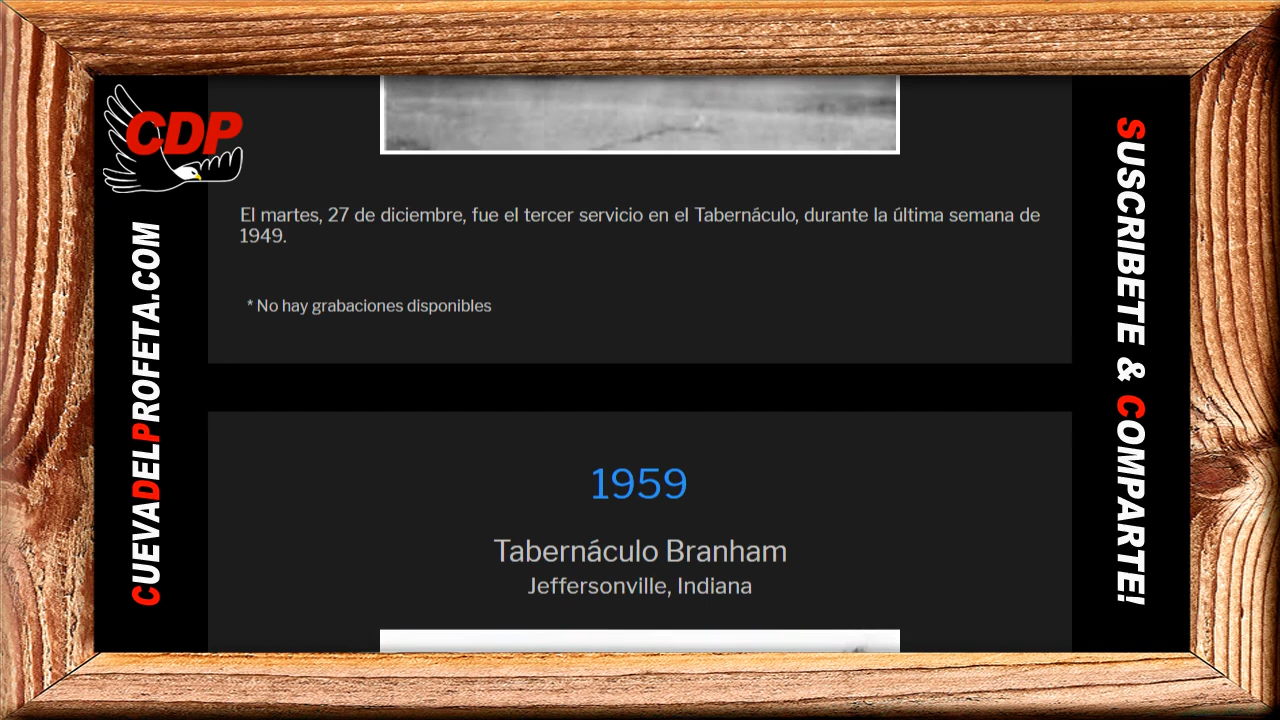 CDP
CUEVADELPROFETA.COM
El martes, 27 de diciembre, fue el tercer servicio en el Tabernáculo, durante la última semana de
1949.
* No hay grabaciones disponibles
1959
Tabernáculo Branham
Jeffersonville, Indiana
SUSCRIBETE & COMPARTE!